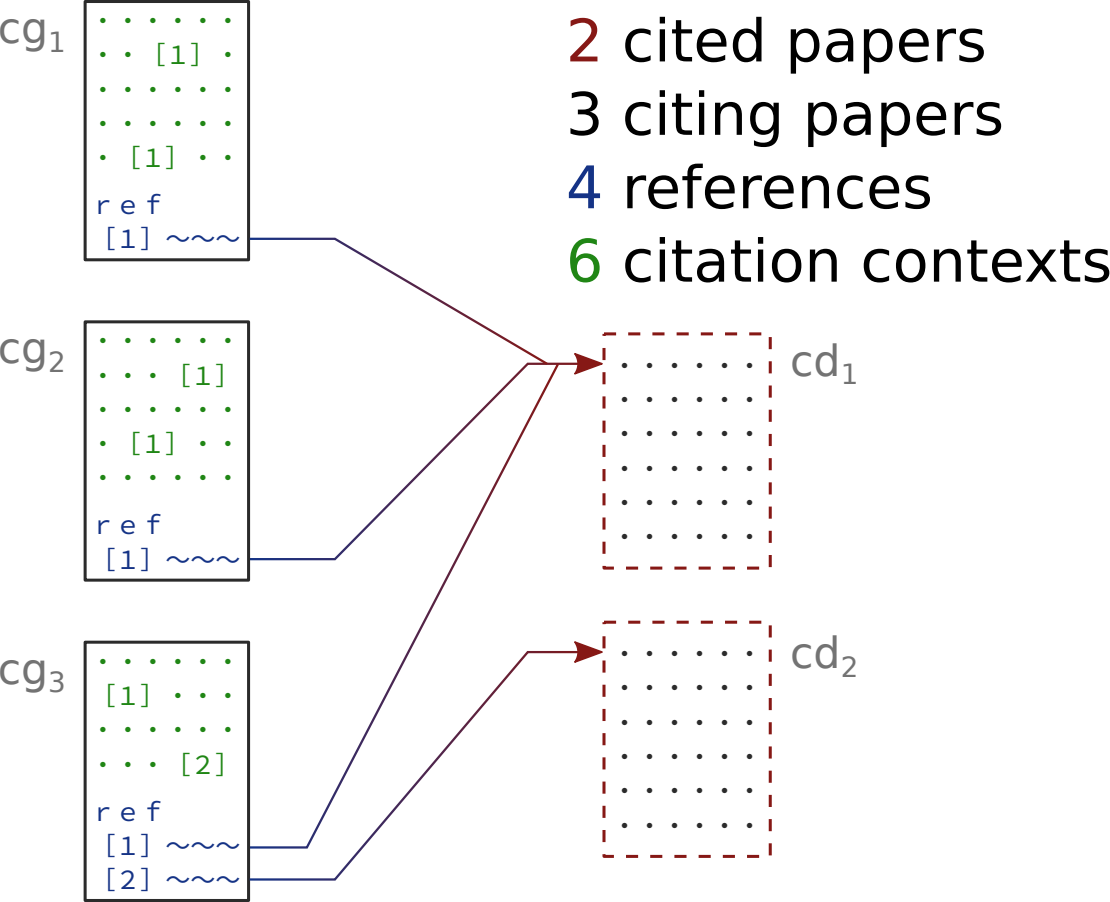 cg1
[1]
[1]
ref
[1] ~~~
2 cited papers
3 citing papers
4 references
6 citation contexts
cg2
[1]
[1]
ref
[1] ~~~
cd1
cg3
[1]
[2]
ref
[1] ~~~
[2] ~~~
cd2